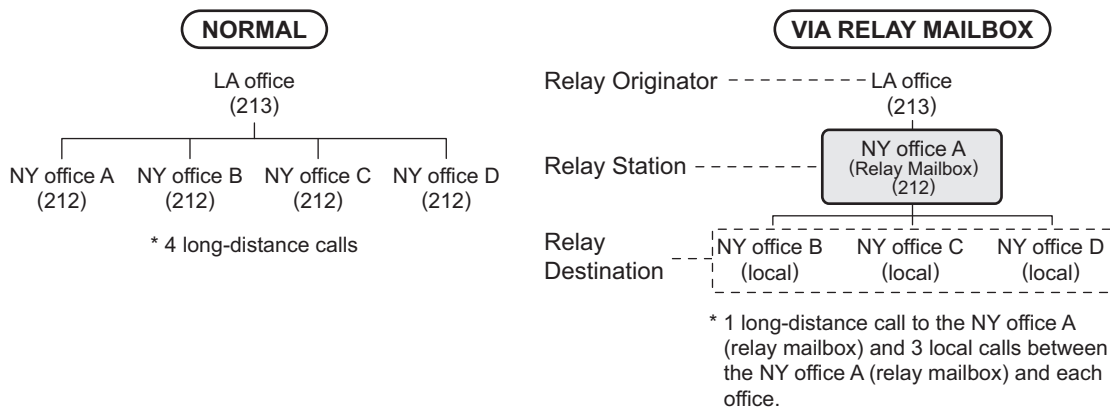 NORMAL
LA office
(213)
NY office A NY office B NY office C NY office D
(212) (212) (212) (212)
* 4 long-distance calls
VIA RELAY MAILBOX
Relay Originator LA office
(213)
Relay Station NY office A
(Relay Mailbox)
(212)
Relay
Destination
NY office B NY office C NY office D
(local) (local) (local)
* 1 long-distance call to the NY office A
(relay mailbox) and 3 local calls between
the NY office A (relay mailbox) and each
office.